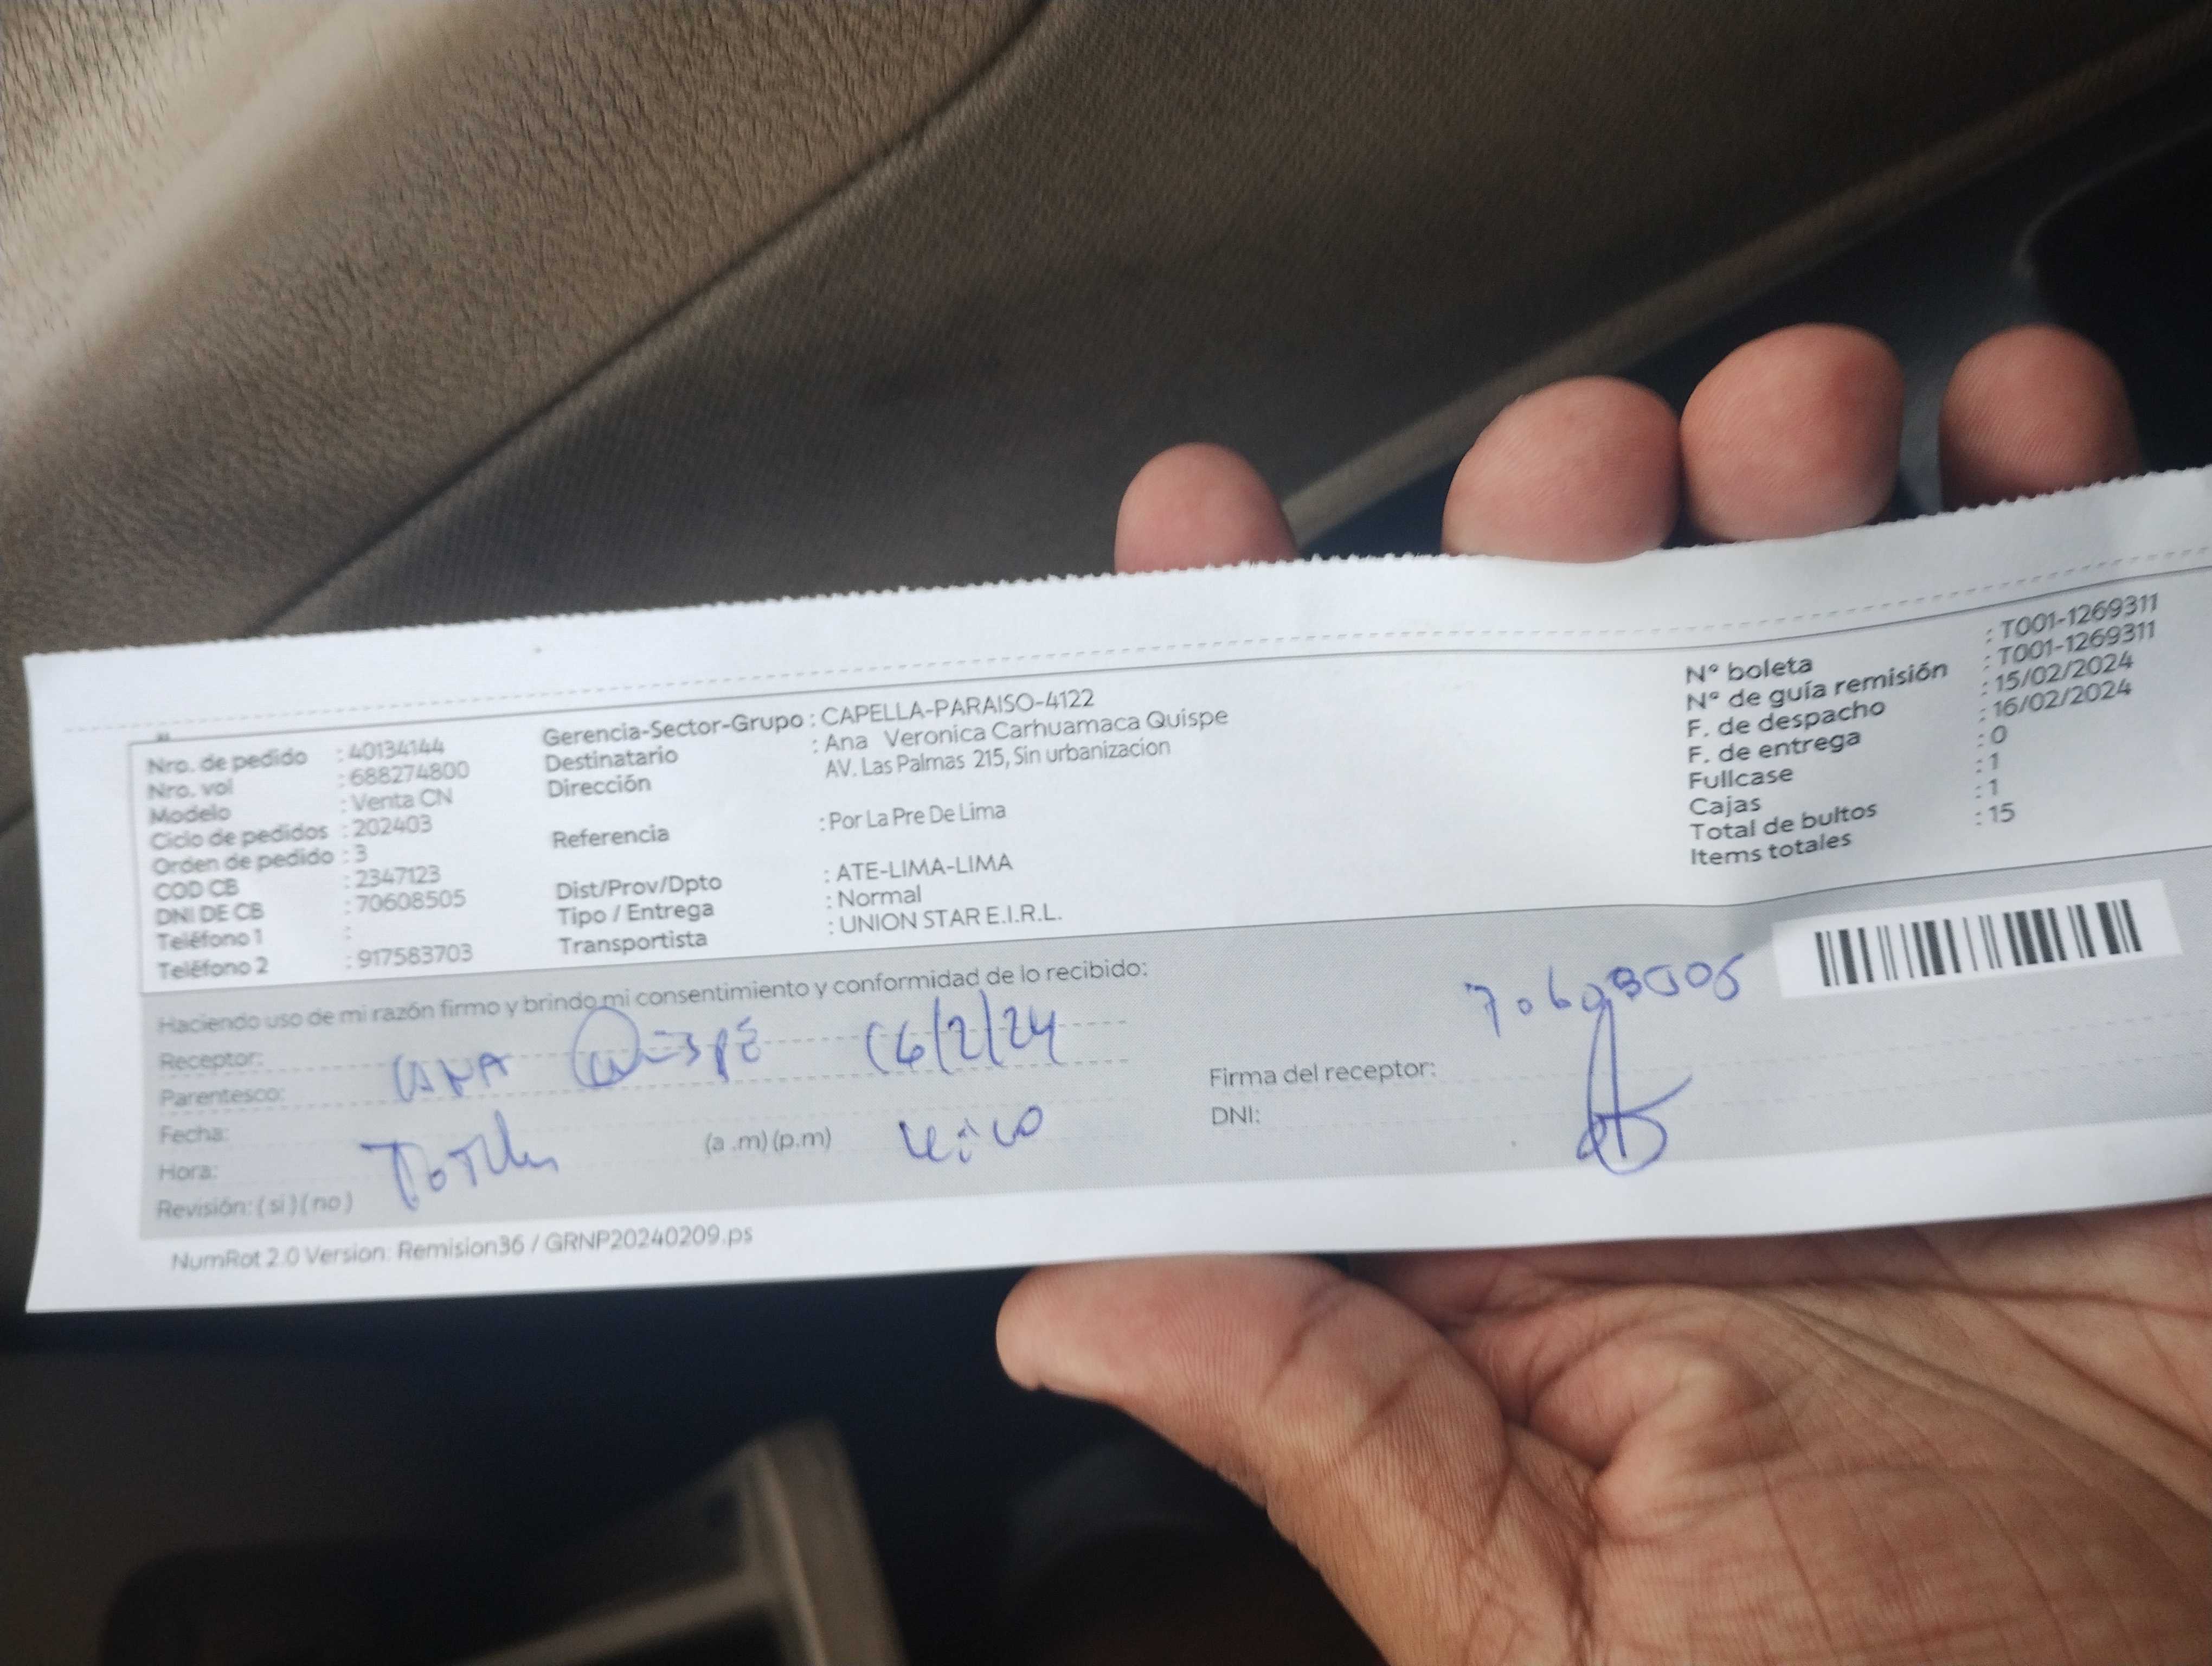 Nro. de pedido : 40134144
Nro. vol : 688274800
Modelo : Venta CN
Ciclo de pedidos : 202403
Orden de pedido : 3
COD CB : 2347123
DNI DE CB : 70608505
Teléfono 1 :
Teléfono 2 : 917583703
Gerencia-Sector-Grupo : CAPELLA-PARAISO-4122
Destinatario : Ana Veronica Carhuamaca Quispe
Dirección AV. Las Palmas 215, Sin urbanizacion
Referencia : Por La Pre De Lima
Dist/Prov/Dpto : ATE-LIMA-LIMA
Tipo / Entrega : Normal
Transportista : UNION STAR E.I.R.L.
N° boleta : T001-1269311
N° de guía remisión : T001-1269311
F. de despacho : 15/02/2024
F. de entrega : 16/02/2024
Fullcase : 0
Cajas : 1
Total de bultos : 1
Items totales : 15
Haciendo uso de mi razón firmo y brindo mi consentimiento y conformidad de lo recibido:
Receptor:
ANA QUISPE 16/2/24
Parentesco:
Fecha:
Hora: (a .m) (p.m)
Revisión: ( si ) ( no )
Firma del receptor:
DNI:
NumRot 2.0 Version: Remision36 / GRNP20240209.ps